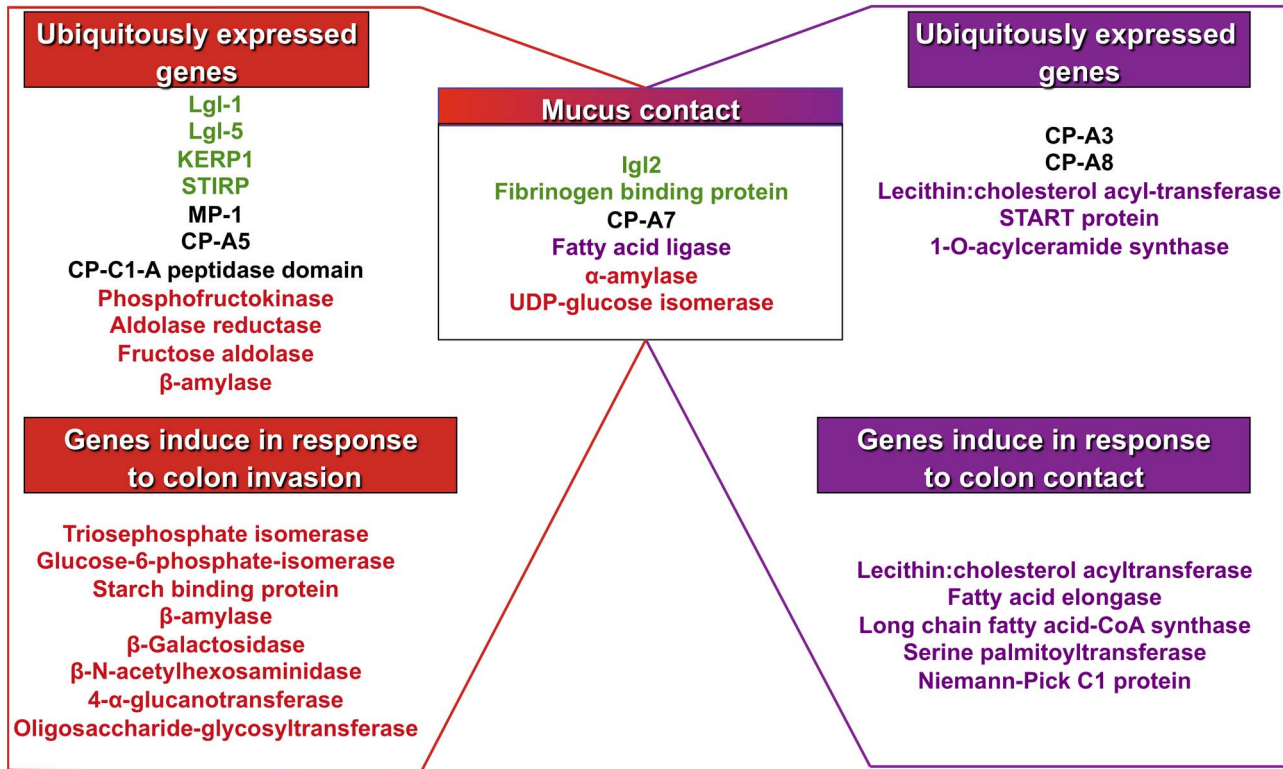 Ubiquitously expressed
genes
Lgl-1
Lgl-5
KERP1
STIRP
MP-1
CP-A5
CP-C1-A peptidase domain
Phosphofructokinase
Aldolase reductase
Fructose aldolase
β-amylase
Genes induce in response
to colon invasion
Triosephosphate isomerase
Glucose-6-phosphate-isomerase
Starch binding protein
β-amylase
β-Galactosidase
β-N-acetylhexosaminidase
4-α-glucanotransferase
Oligosaccharide-glycosyltransferase
Mucus contact
Igl2
Fibrinogen binding protein
CP-A7
Fatty acid ligase
α-amylase
UDP-glucose isomerase
Ubiquitously expressed
genes
CP-A3
CP-A8
Lecithin:cholesterol acyl-transferase
START protein
1-O-acylceramide synthase
Genes induce in response
to colon contact
Lecithin:cholesterol acyltransferase
Fatty acid elongase
Long chain fatty acid-CoA synthase
Serine palmitoyltransferase
Niemann-Pick C1 protein